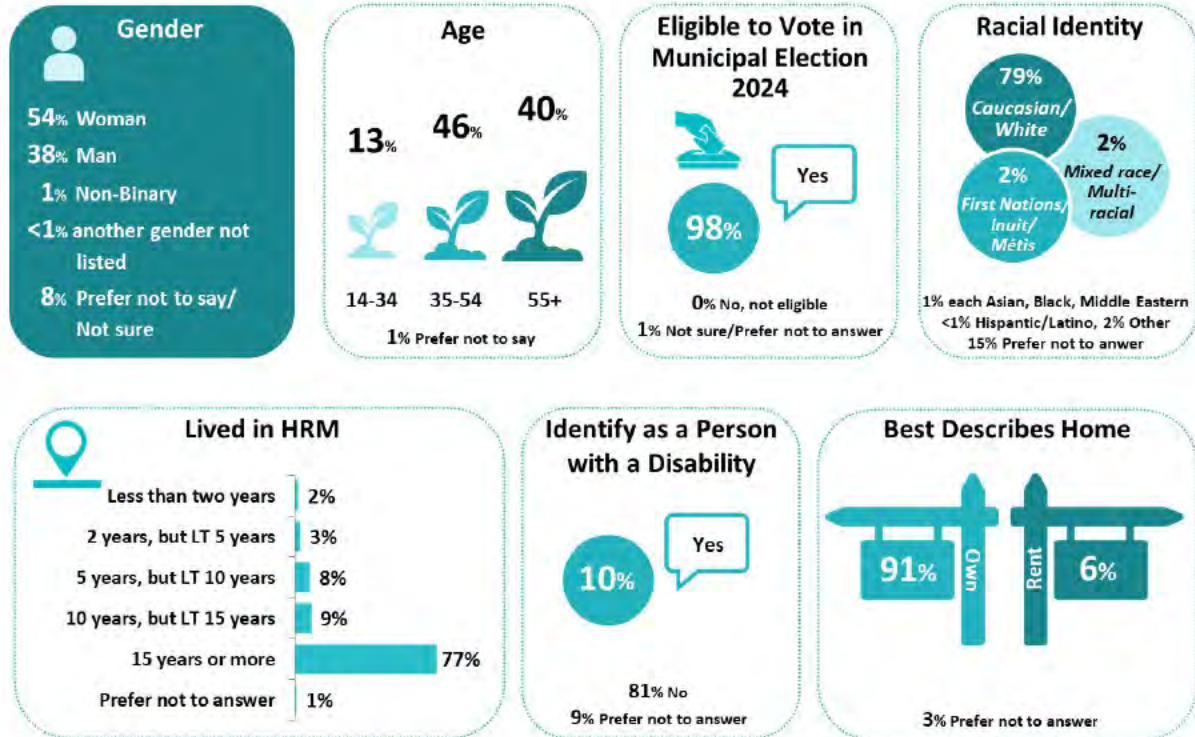 Gender
54% Woman
38% Man
1% Non-Binary
<1% another gender not
listed
8% Prefer not to say/
Not sure
Age
13%
46%
40%
14-34
35-54
55+
1% Prefer not to say
Eligible to Vote in
Municipal Election
2024
Yes
98%
0% No, not eligible
1% Not sure/Prefer not to answer
Racial Identity
79%
Caucasian/
White
2%
Mixed race/
Multi-
racial
2%
First Nations/
Inuit/
Métis
1% each Asian, Black, Middle Eastern
<1% Hispantic/Latino, 2% Other
15% Prefer not to anwer
Lived in HRM
Less than two years 2%
2 years, but LT 5 years 3%
5 years, but LT 10 years 8%
10 years, but LT 15 years 9%
15 years or more 77%
Prefer not to answer 1%
Identify as a Person
with a Disability
Yes
10%
81% No
9% Prefer not to answer
Best Describes Home
91%
Own
Rent
6%
3% Prefer not to answer